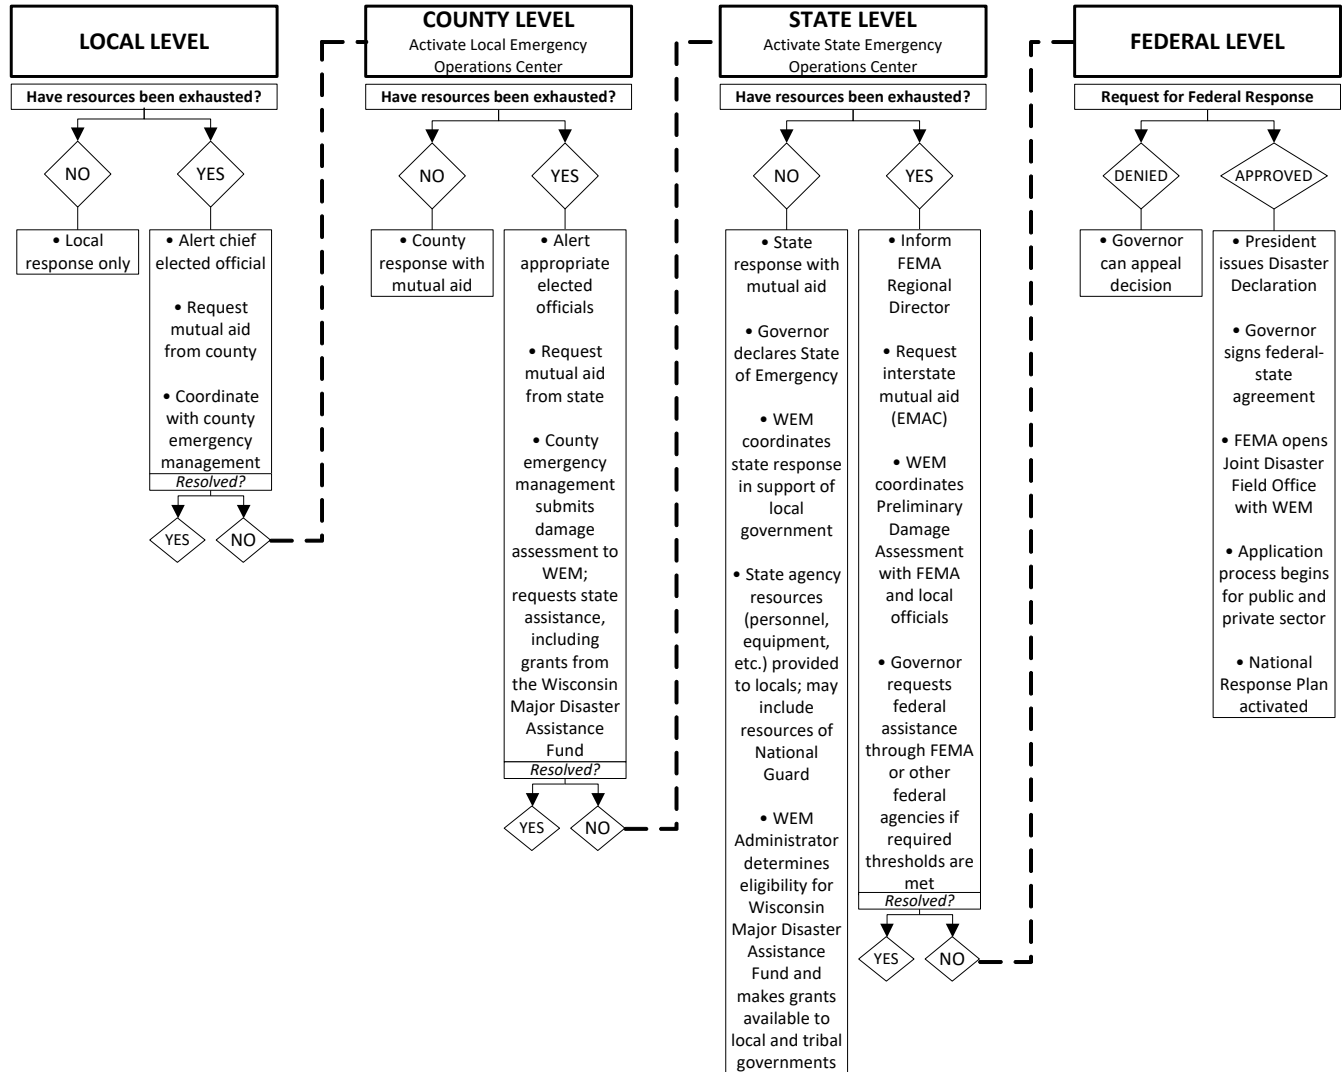 LOCAL LEVEL
Have resources been exhausted?
NO
YES
• Local
response only
• Alert chief
elected official
• Request
mutual aid
from county
• Coordinate
with county
emergency
management
Resolved?
YES
NO
COUNTY LEVEL
Activate Local Emergency
Operations Center
Have resources been exhausted?
NO
YES
• County
response with
mutual aid
• Alert
appropriate
elected
officials
• Request
mutual aid
from state
• County
emergency
management
submits
damage
assessment to
WEM;
requests state
assistance,
including
grants from
the Wisconsin
Major Disaster
Assistance
Fund
Resolved?
YES
NO
STATE LEVEL
Activate State Emergency
Operations Center
Have resources been exhausted?
NO
YES
• State
response with
mutual aid
• Governor
declares State
of Emergency
• WEM
coordinates
state response
in support of
local
government
• State agency
resources
(personnel,
equipment,
etc.) provided
to locals; may
include
resources of
National
Guard
• WEM
Administrator
determines
eligibility for
Wisconsin
Major Disaster
Assistance
Fund and
makes grants
available to
local and tribal
governments
• Inform
FEMA
Regional
Director
• Request
interstate
mutual aid
(EMAC)
• WEM
coordinates
Preliminary
Damage
Assessment
with FEMA
and local
officials
• Governor
requests
federal
assistance
through FEMA
or other
federal
agencies if
required
thresholds are
met
Resolved?
YES
NO
FEDERAL LEVEL
Request for Federal Response
DENIED
APPROVED
• Governor
can appeal
decision
• President
issues Disaster
Declaration
• Governor
signs federal-
state
agreement
• FEMA opens
Joint Disaster
Field Office
with WEM
• Application
process begins
for public and
private sector
• National
Response Plan
activated